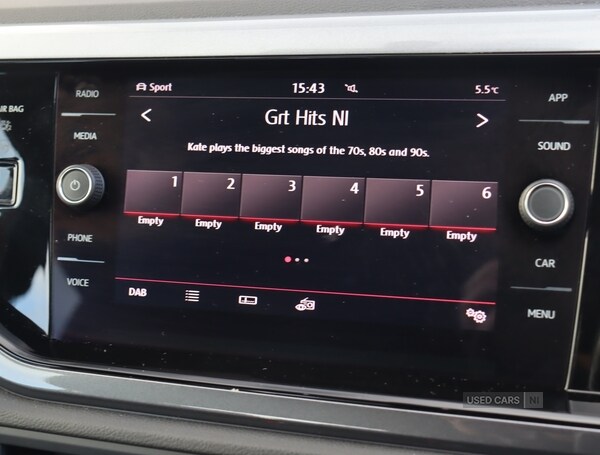 AIR BAG
RADIO
MEDIA
PHONE
VOICE
Sport 15:43 5.5°C
< Grt Hits NI >
Kate plays the biggest songs of the 70s, 80s and 90s.
1 2 3 4 5 6
Empty Empty Empty Empty Empty Empty
DAB
APP
SOUND
CAR
MENU
USED CARS NI